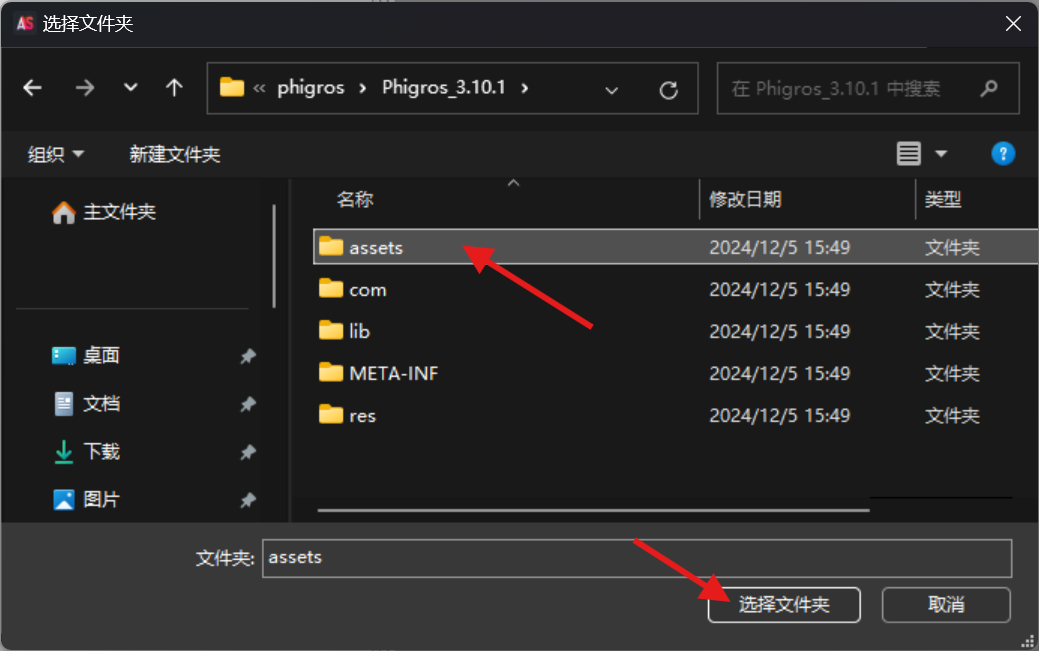 AS 选择文件夹
« phigros › Phigros_3.10.1 ›
在 Phigros_3.10.1 中搜索
组织 新建文件夹 ?
主文件夹
桌面
文档
下载
图片
名称 修改日期 类型
assets 2024/12/5 15:49 文件夹
com 2024/12/5 15:49 文件夹
lib 2024/12/5 15:49 文件夹
META-INF 2024/12/5 15:49 文件夹
res 2024/12/5 15:49 文件夹
文件夹: assets
选择文件夹 取消